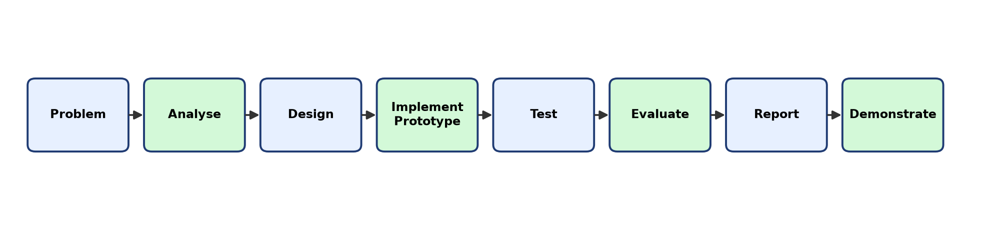 Problem
Analyse
Design
Implement
Prototype
Test
Evaluate
Report
Demonstrate